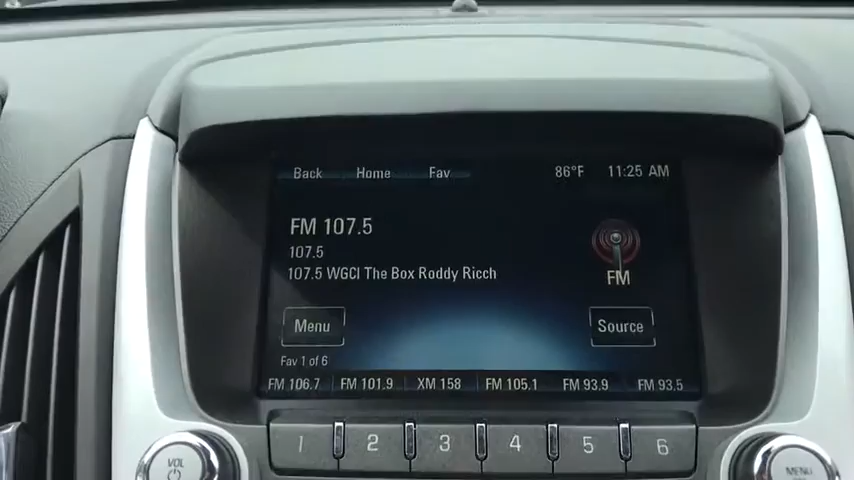 Back Home Fav 86°F 11:25 AM
FM 107.5
107.5
107.5 WGCI The Box Roddy Ricch
FM
Menu Source
Fav 1 of 6
FM 106.7 FM 101.9 XM 158 FM 105.1 FM 93.9 FM 93.5
1 2 3 4 5 6
VOL MENU